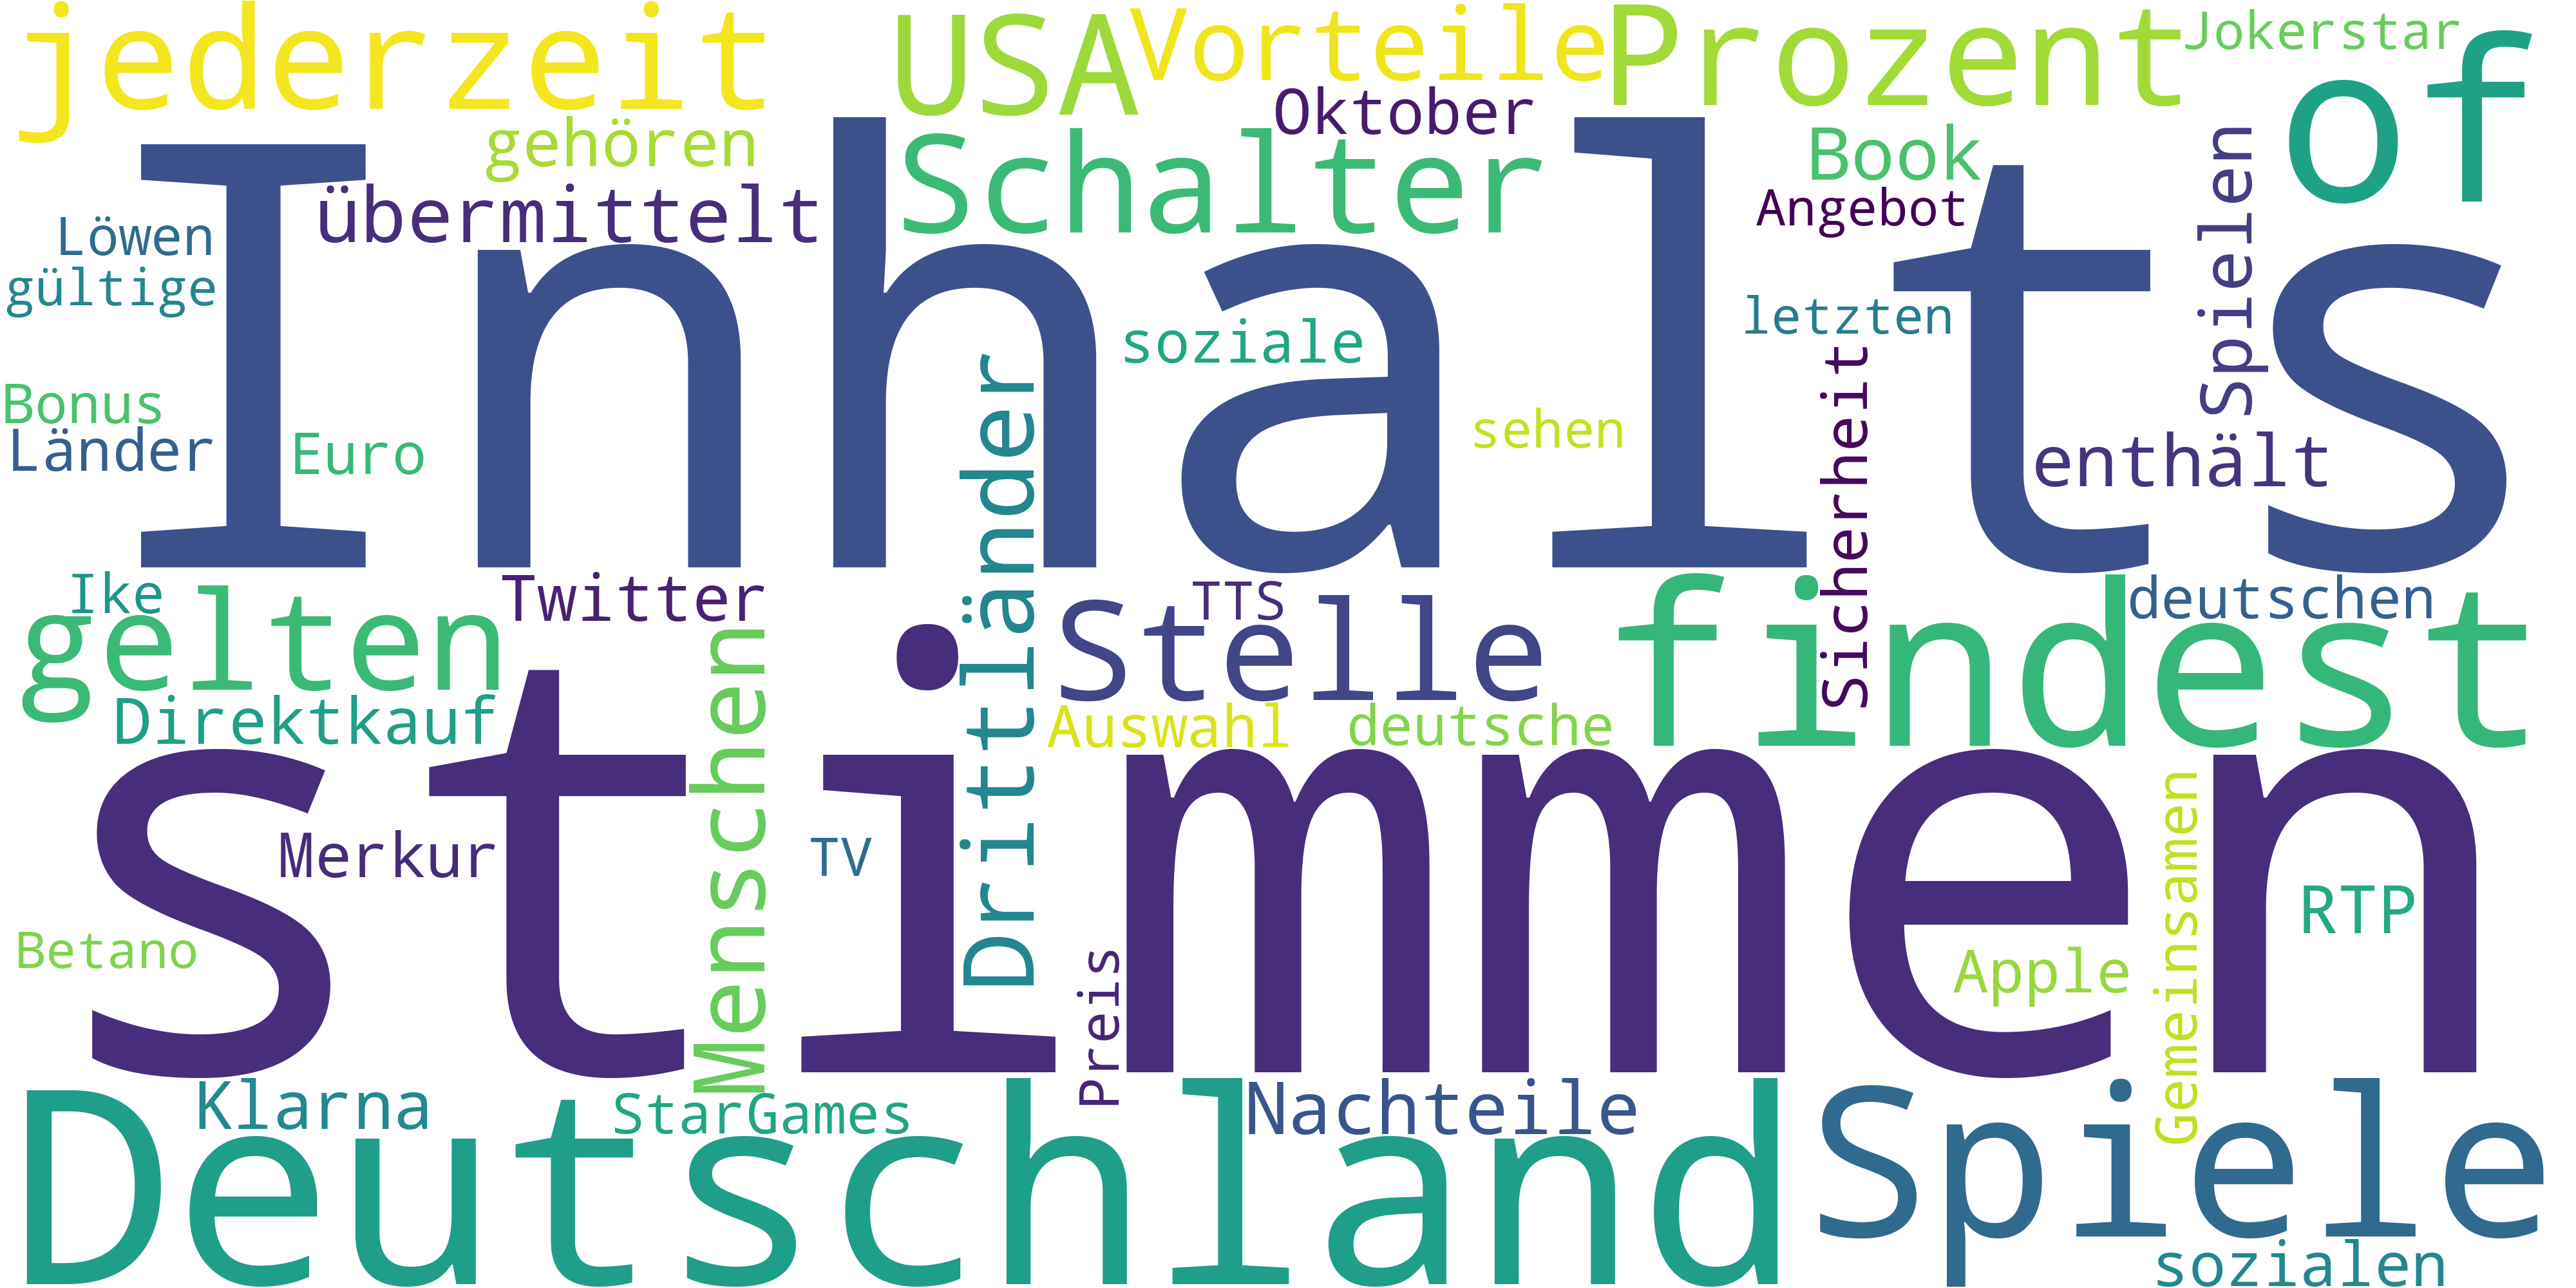 jederzeit
USA
Vorteile
Prozent
Jokerstar
of
Oktober
gehören
Schalter
Book
Spielen
übermittelt
Angebot
Löwen
gültige
Inhalts
soziale
letzten
Bonus
Länder
Euro
sehen
enthält
Drittländer
Sicherheit
Ike
Twitter
TTS
deutschen
gelten
Stelle
findest
Direktkauf
Menschen
Auswahl
deutsche
stimmen
Merkur
TV
Gemeinsamen
RTP
Betano
Preis
Apple
Klarna
StarGames
Nachteile
Deutschland
Spiele
sozialen